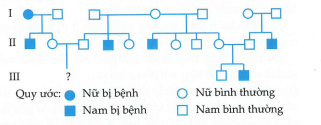 I
II
III
?
Quy ước: Nữ bị bệnh Nữ bình thường
Nam bị bệnh Nam bình thường